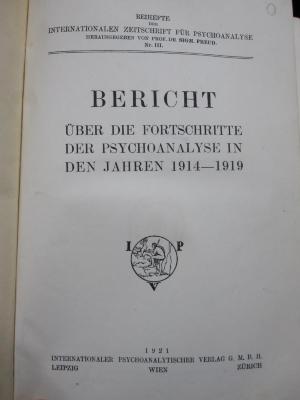 BEIHEFTE
DER
INTERNATIONALEN ZEITSCHRIFT FÜR PSYCHOANALYSE
HERAUSGEGEBEN VON PROF. DR. SIGM. FREUD.
Nr. III.
BERICHT
ÜBER DIE FORTSCHRITTE
DER PSYCHOANALYSE IN
DEN JAHREN 1914—1919
I P
V
1921
INTERNATIONALER PSYCHOANALYTISCHER VERLAG G. M. B. H.
LEIPZIG WIEN ZÜRICH